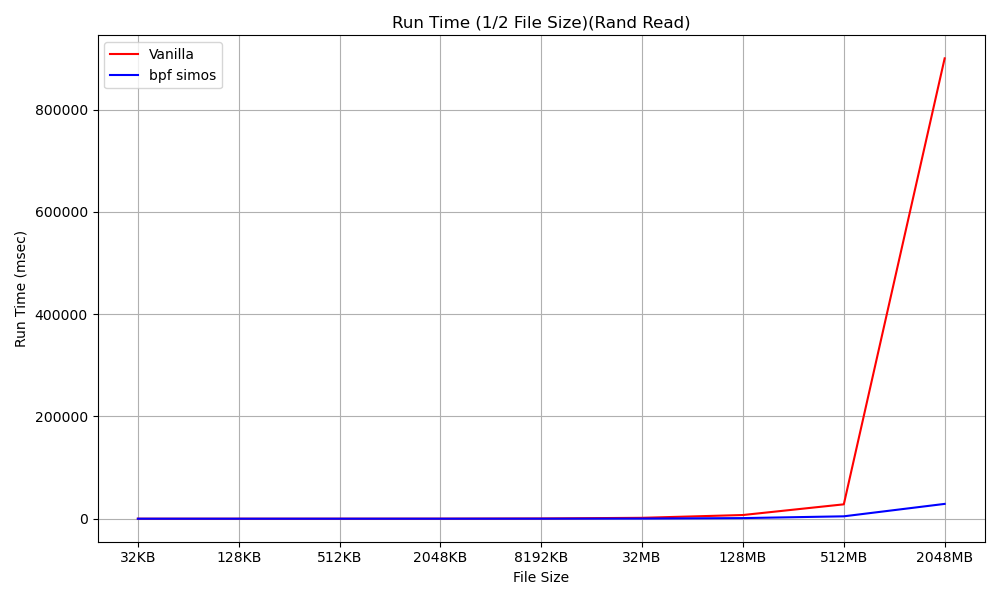 Run Time (1/2 File Size)(Rand Read)
Vanilla
bpf simos
Run Time (msec)
800000
600000
400000
200000
0
32KB 128KB 512KB 2048KB 8192KB 32MB 128MB 512MB 2048MB
File Size